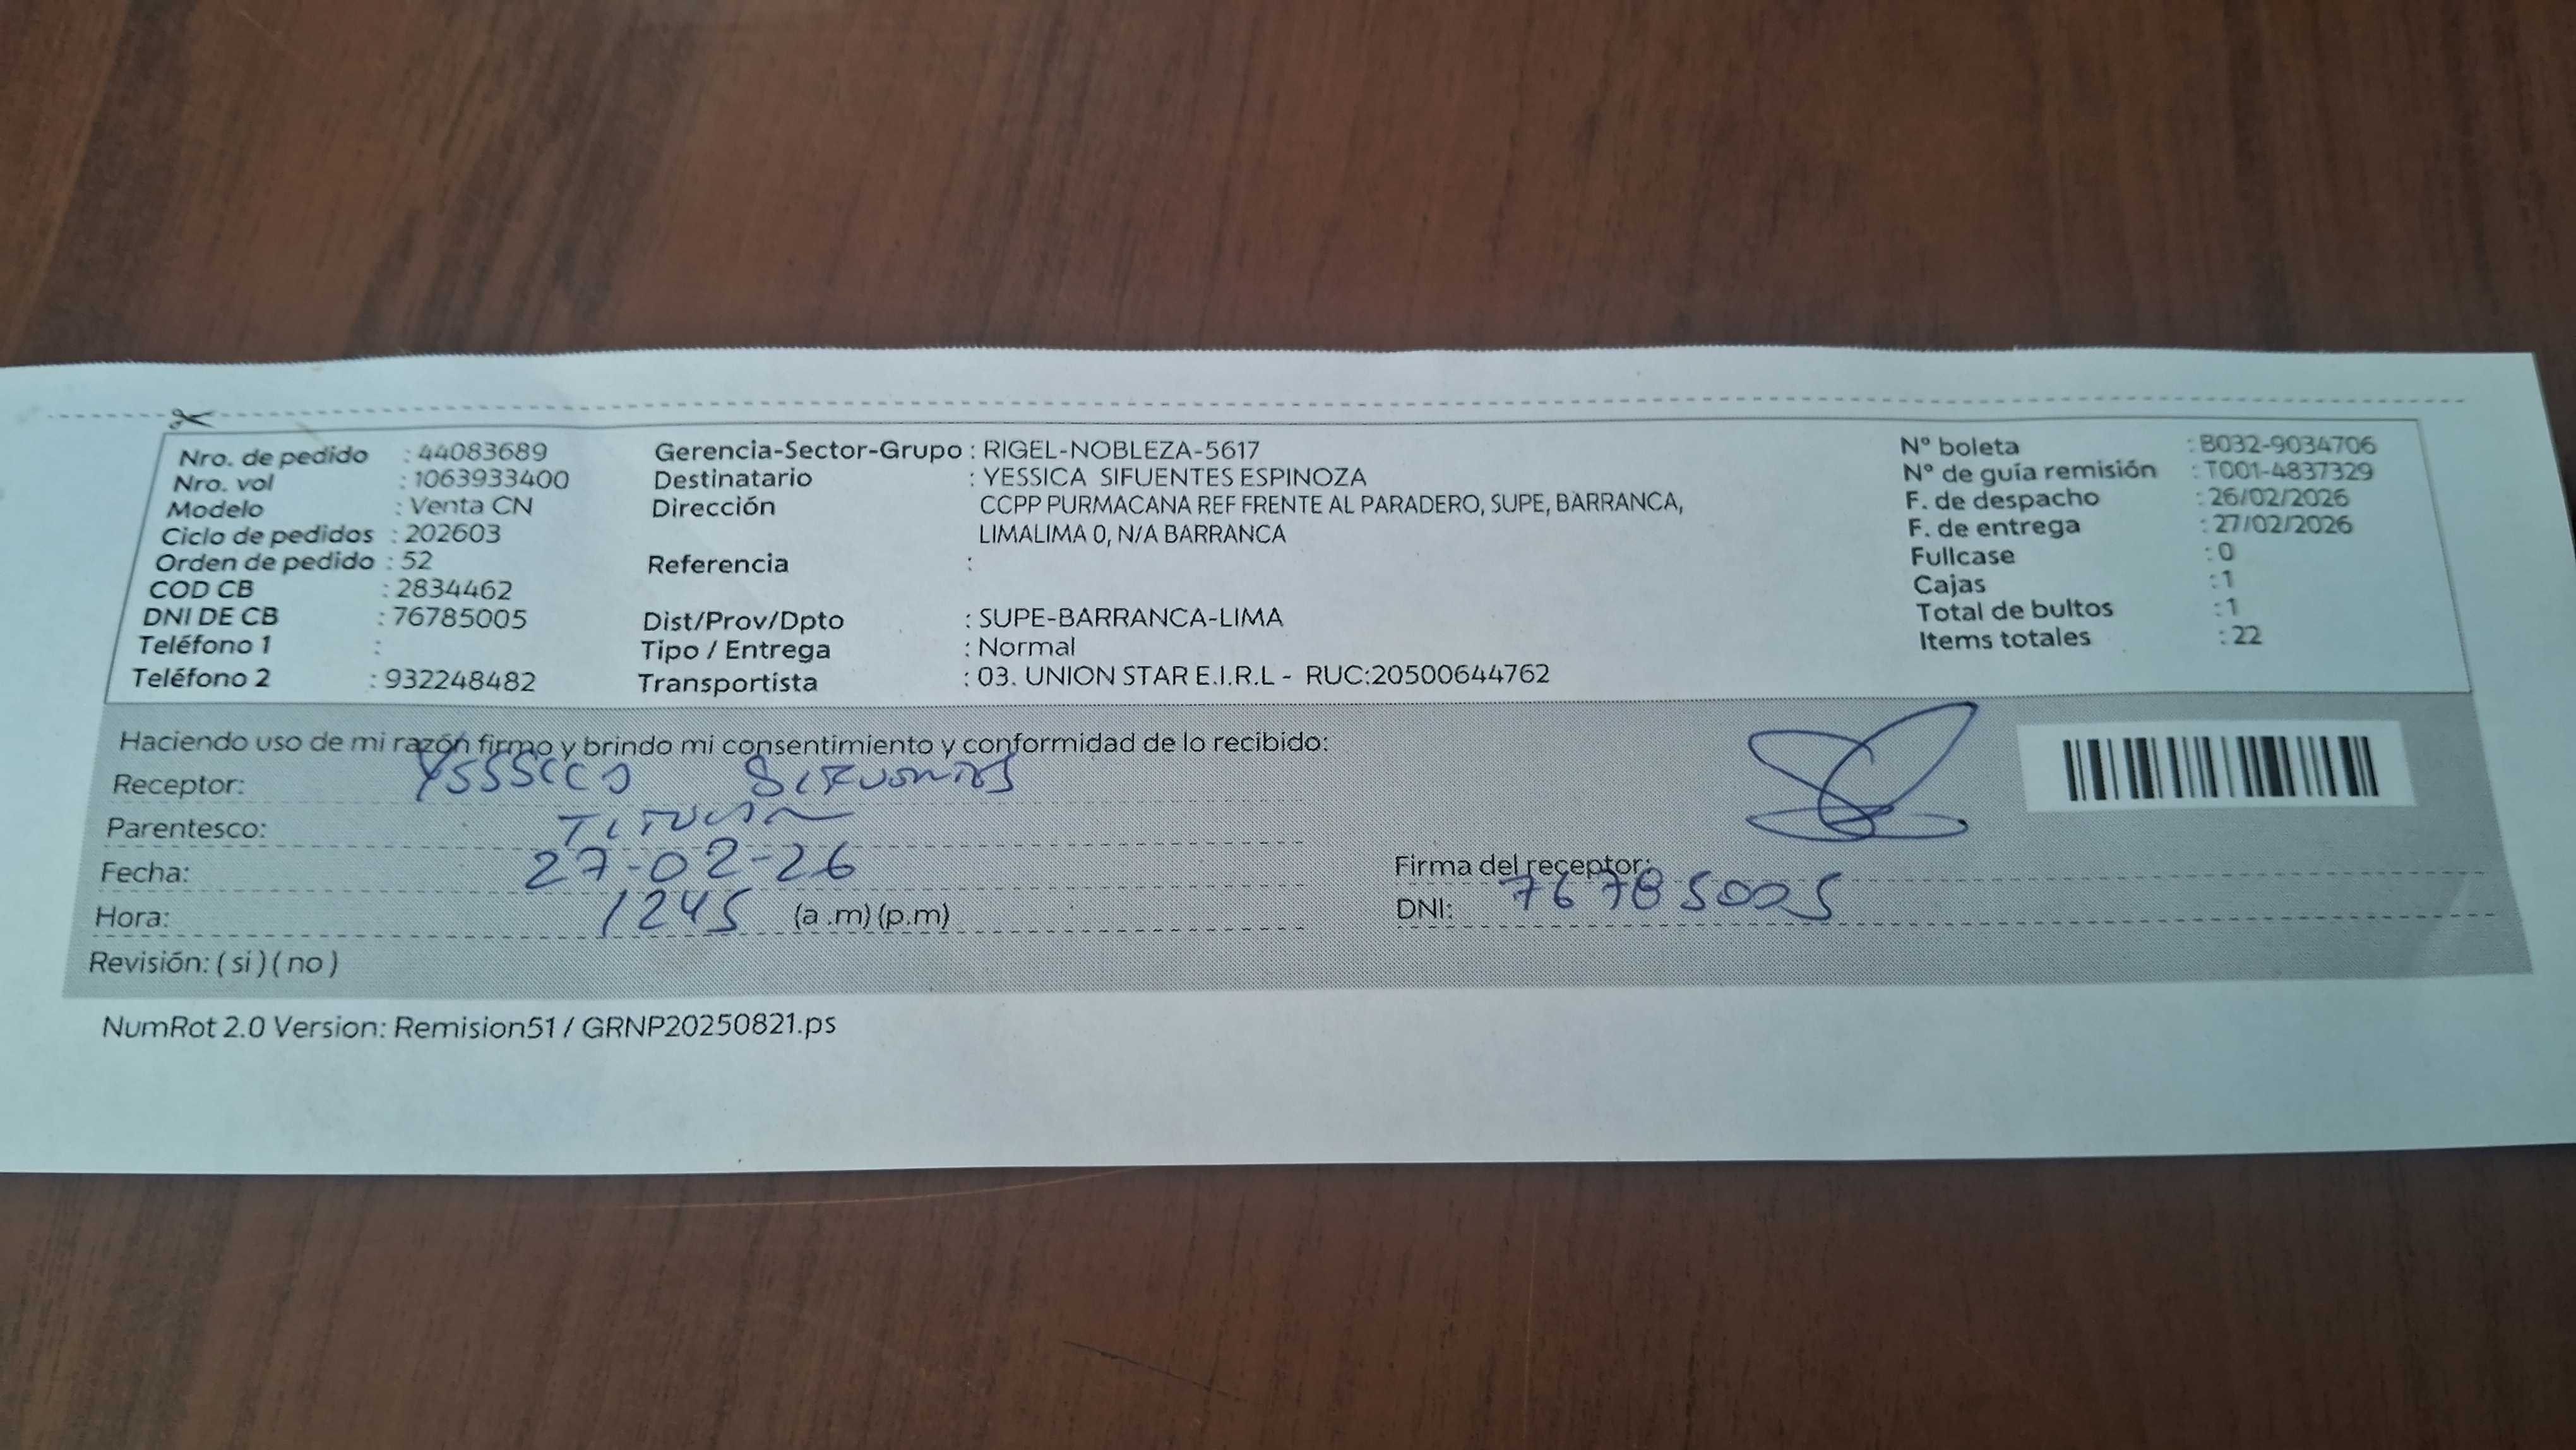 Nro. de pedido : 44083689
Nro. vol : 1063933400
Modelo : Venta CN
Ciclo de pedidos : 202603
Orden de pedido : 52
COD CB : 2834462
DNI DE CB : 76785005
Teléfono 1 :
Teléfono 2 : 932248482
Gerencia-Sector-Grupo : RIGEL-NOBLEZA-5617
Destinatario : YESSICA SIFUENTES ESPINOZA
Dirección CCPP PURMACANA REF FRENTE AL PARADERO, SUPE, BARRANCA,
LIMALIMA 0, N/A BARRANCA
Referencia :
Dist/Prov/Dpto : SUPE-BARRANCA-LIMA
Tipo / Entrega : Normal
Transportista : 03. UNION STAR E.I.R.L - RUC:20500644762
N° boleta : B032-9034706
N° de guía remisión : T001-4837329
F. de despacho : 26/02/2026
F. de entrega : 27/02/2026
Fullcase : 0
Cajas : 1
Total de bultos : 1
Items totales : 22
Haciendo uso de mi razón firmo y brindo mi consentimiento y conformidad de lo recibido:
Receptor: Yessica Sifuentes
Parentesco: Titular
Fecha: 27-02-26
Hora: 1245 (a .m) (p.m)
Revisión: ( si ) ( no )
Firma del receptor:
DNI: 76785005
NumRot 2.0 Version: Remision51 / GRNP20250821.ps